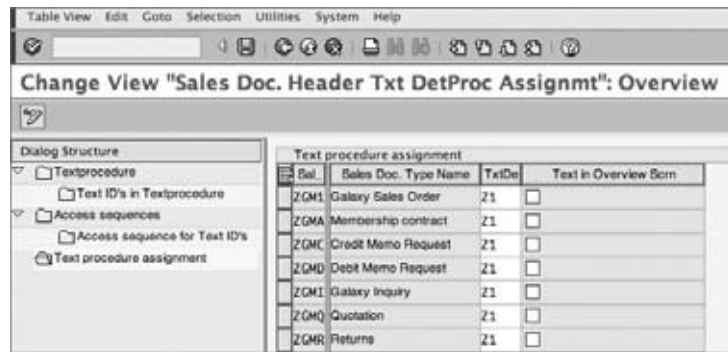 Table View Edit Goto Selection Utilities System Help
Change View "Sales Doc. Header Txt DetProc Assignmt": Overview
Dialog Structure
Textprocedure
Text ID's in Textprocedure
Access sequences
Access sequence for Text ID's
Text procedure assignment
Text procedure assignment
Sal.. Sales Doc. Type Name TxtDe Text in Overview Scrn
ZGM1 Galaxy Sales Order Z1
ZGMA Membership contract Z1
ZGMC Credit Memo Request Z1
ZGMD Debit Memo Request Z1
ZGMI Galaxy Inquiry Z1
ZGMQ Quotation Z1
ZGMR Returns Z1